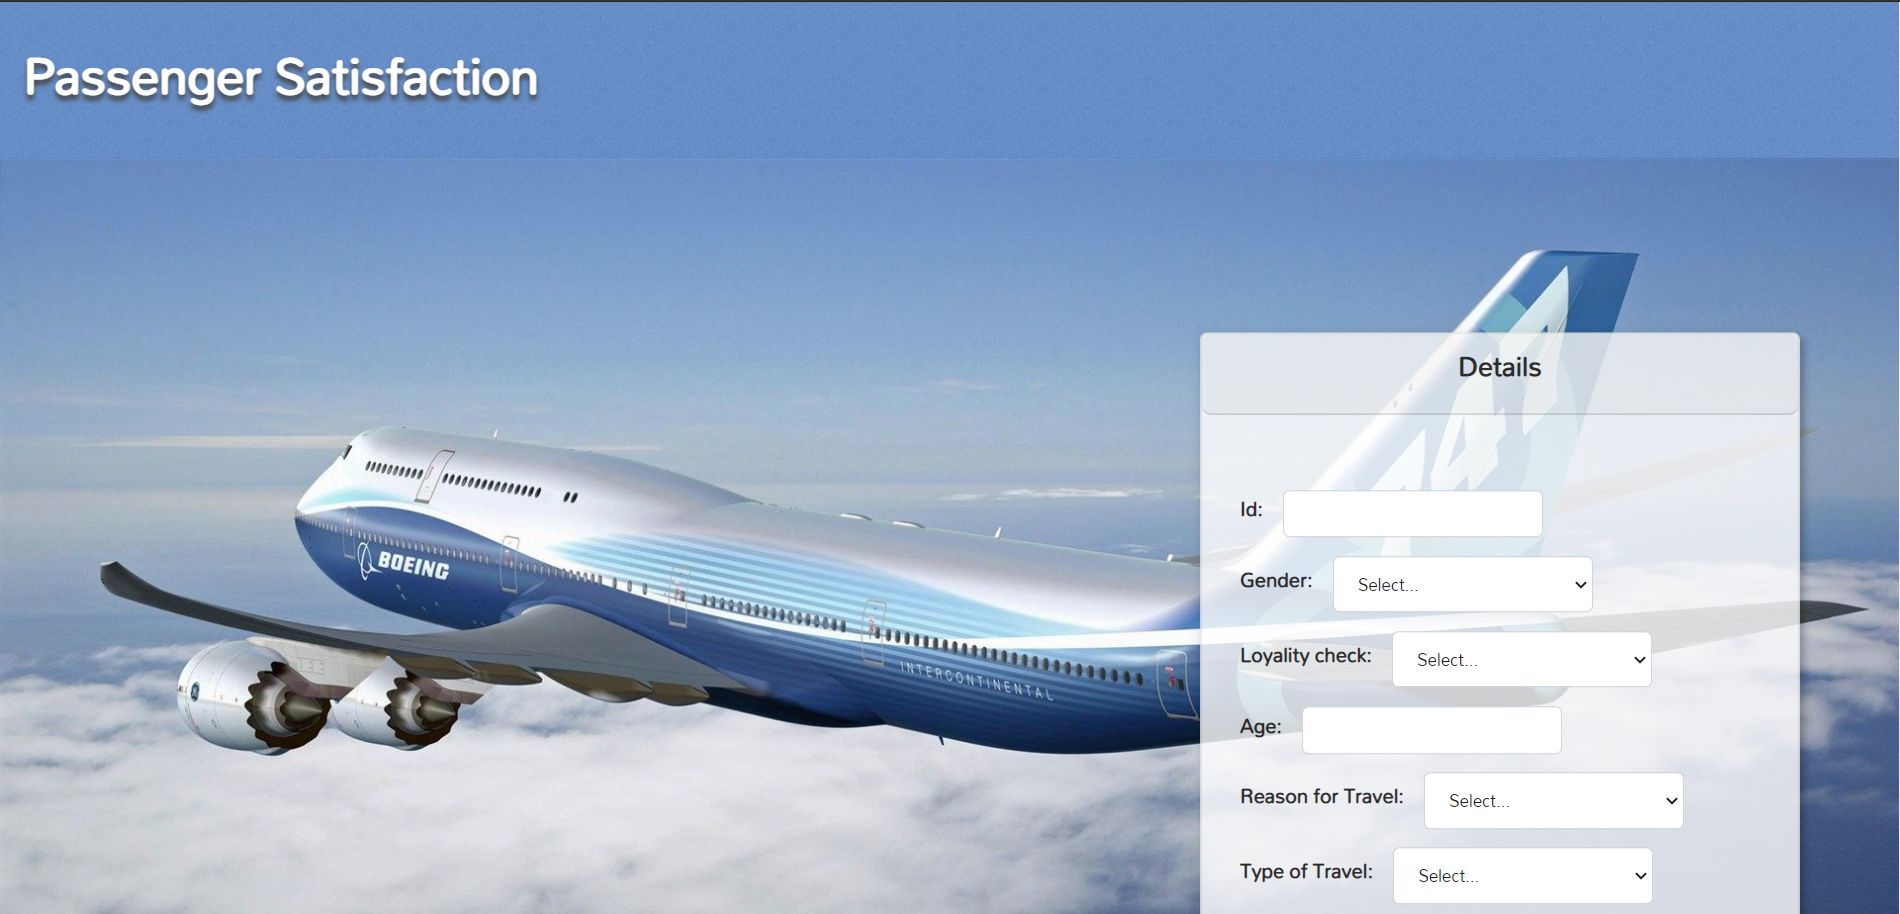 Passenger Satisfaction
Details
Id:
Gender: Select...
Loyality check: Select...
Age:
Reason for Travel: Select...
Type of Travel: Select...
BOEING
INTERCONTINENTAL
747